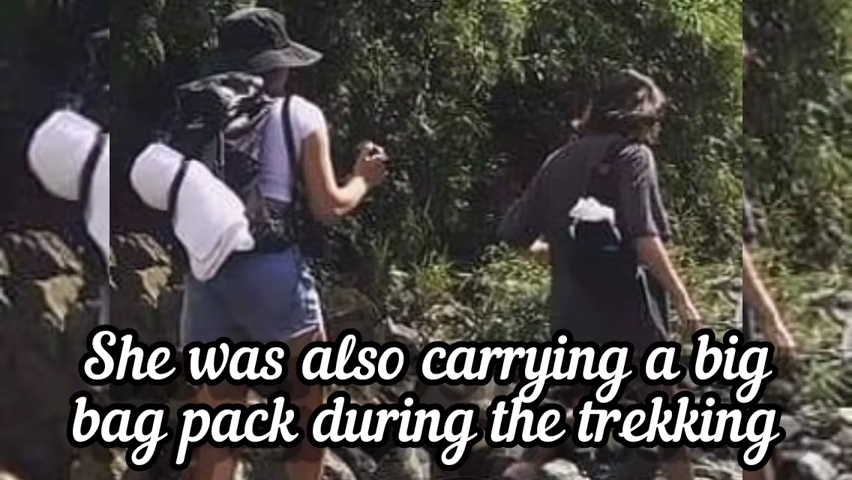 She was also carrying a big
bag pack during the trekking